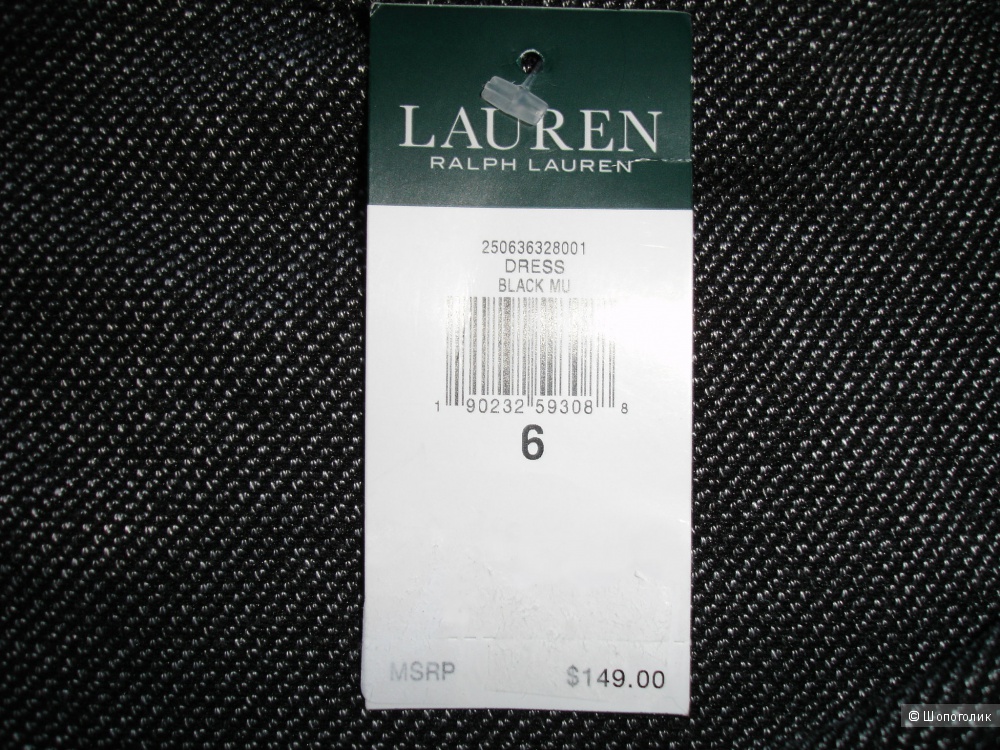 LAUREN
RALPH LAUREN
250636328001
DRESS
BLACK MU
1 90232 59308 8
6
MSRP $149.00
© Шопоголик